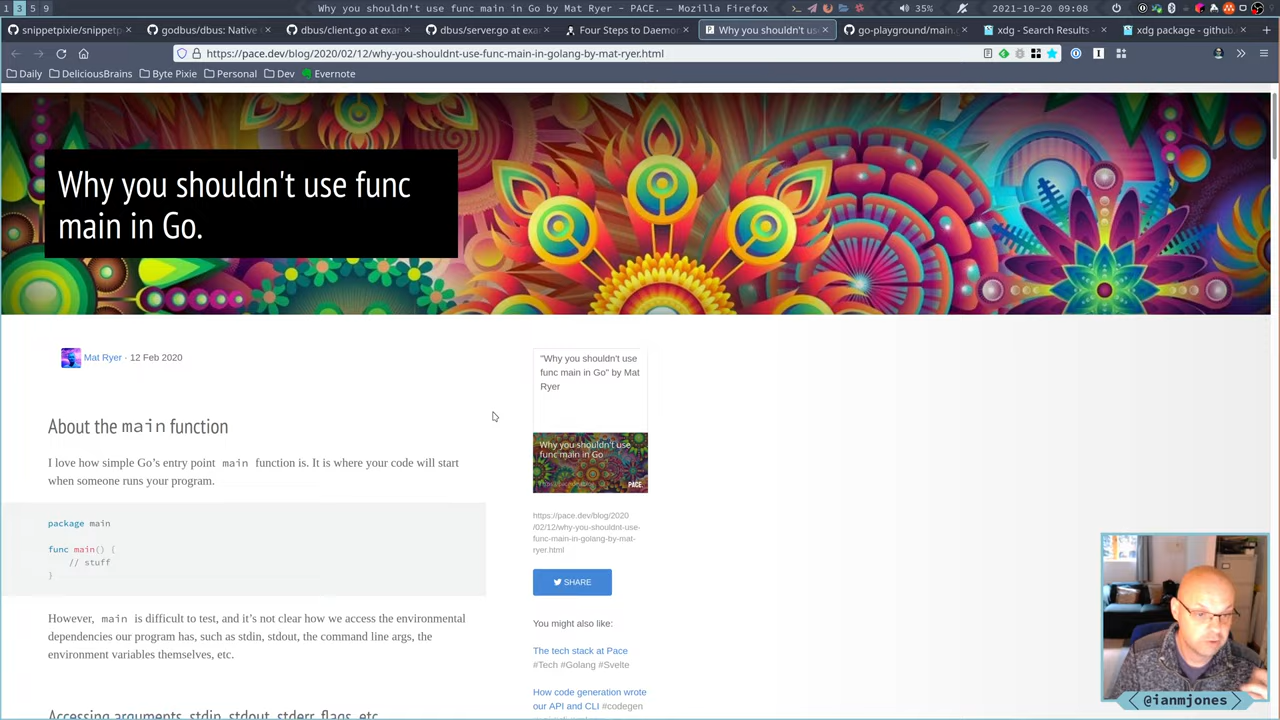 1 3 5 9
Why you shouldn't use func main in Go by Mat Ryer - PACE. — Mozilla Firefox
35%
2021-10-20 09:08
snippetpixie/snippetp
godbus/dbus: Native
dbus/client.go at exam
dbus/server.go at exa
Four Steps to Daemo
Why you shouldn't us
go-playground/main.g
xdg - Search Results
xdg package - github.
https://pace.dev/blog/2020/02/12/why-you-shouldnt-use-func-main-in-golang-by-mat-ryer.html
Daily
DeliciousBrains
Byte Pixie
Personal
Dev
Evernote
Why you shouldn't use func
main in Go.
Mat Ryer - 12 Feb 2020
About the main function
I love how simple Go’s entry point main function is. It is where your code will start
when someone runs your program.
package main
func main() {
// stuff
}
However, main is difficult to test, and it’s not clear how we access the environmental
dependencies our program has, such as stdin, stdout, the command line args, the
environment variables themselves, etc.
Accessing arguments, stdin, stdout, stderr, flags, etc.
"Why you shouldn't use
func main in Go" by Mat
Ryer
Why you shouldn't use
func main in Go
PACE
https://pace.dev/blog/2020
/02/12/why-you-shouldnt-use-
func-main-in-golang-by-mat-
ryer.html
SHARE
You might also like:
The tech stack at Pace
#Tech #Golang #Svelte
How code generation wrote
our API and CLI #codegen
@ianmjones